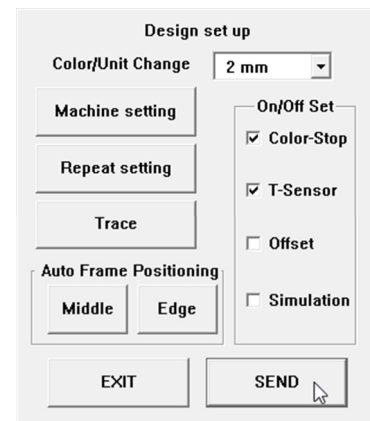 Design set up
Color/Unit Change
2 mm
Machine setting
On/Off Set
Color-Stop
Repeat setting
T-Sensor
Trace
Offset
Auto Frame Positioning
Middle
Edge
Simulation
EXIT
SEND